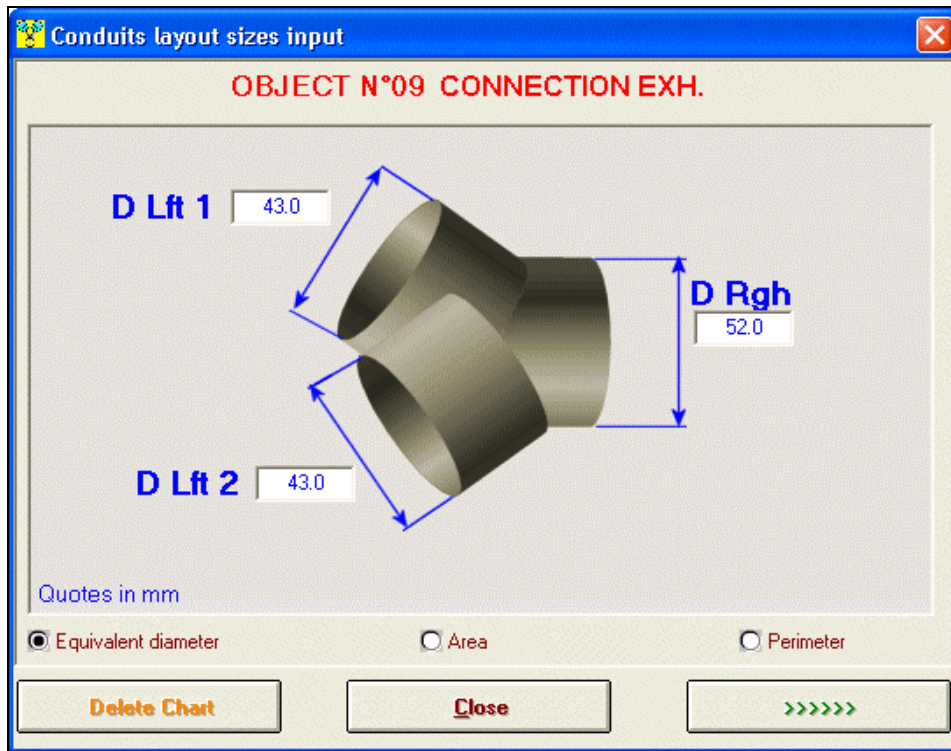 Conduits layout sizes input
OBJECT N°09 CONNECTION EXH.
D Lft 1 43.0
D Rgh
52.0
D Lft 2 43.0
Quotes in mm
Equivalent diameter Area Perimeter
Delete Chart Close >>>>>>